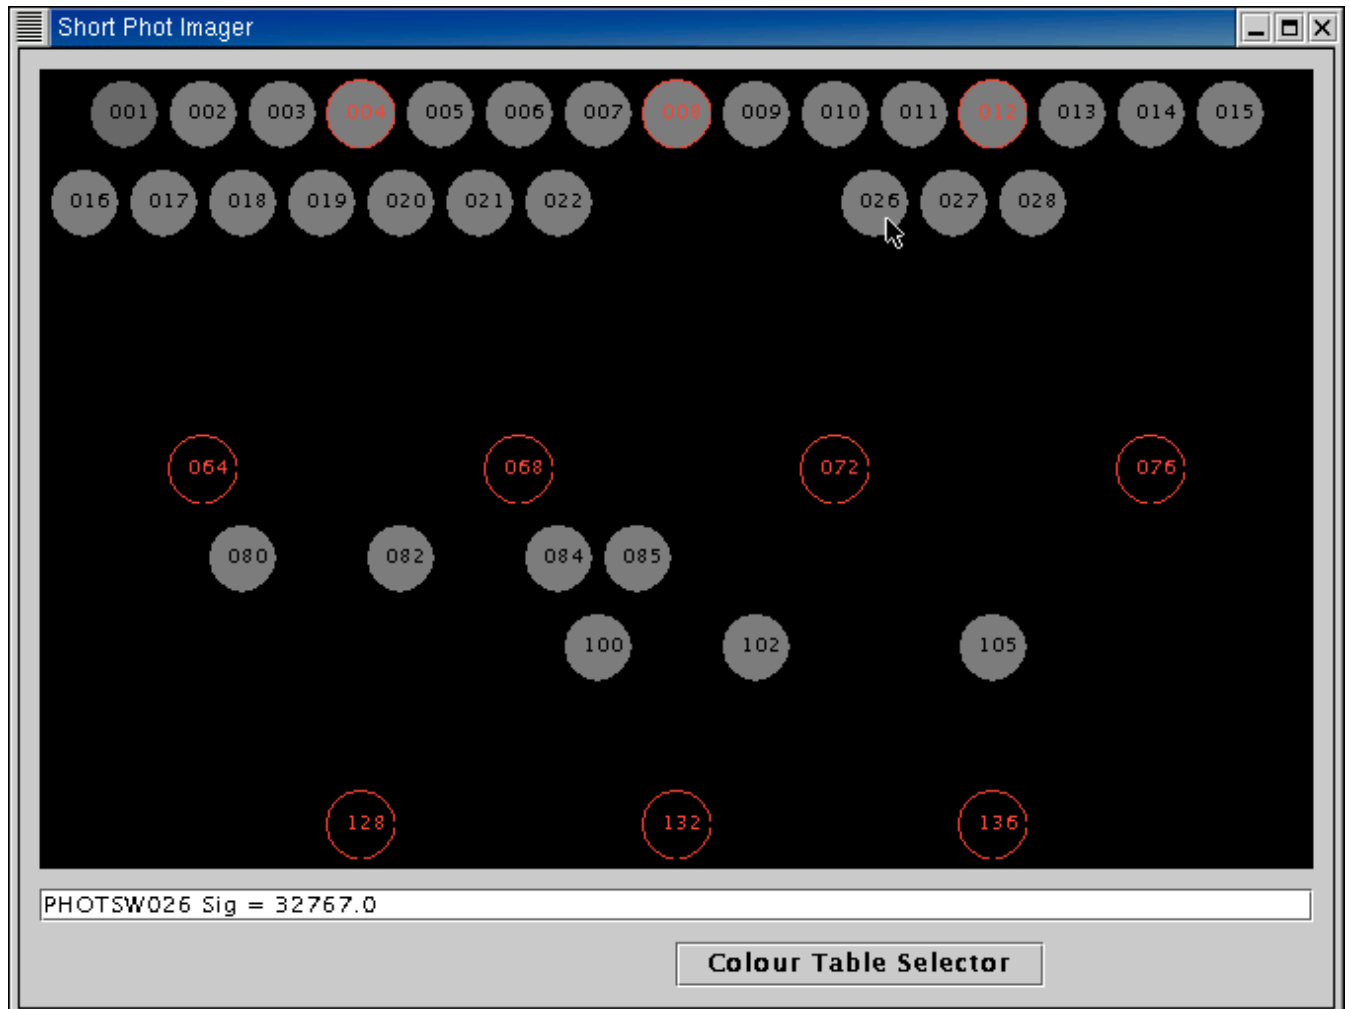 Short Phot Imager
001 002 003 004 005 006 007 008 009 010 011 012 013 014 015
016 017 018 019 020 021 022 026 027 028
064 068 072 076
080 082 084 085
100 102 105
128 132 136
PHOTSW026 Sig = 32767.0
Colour Table Selector